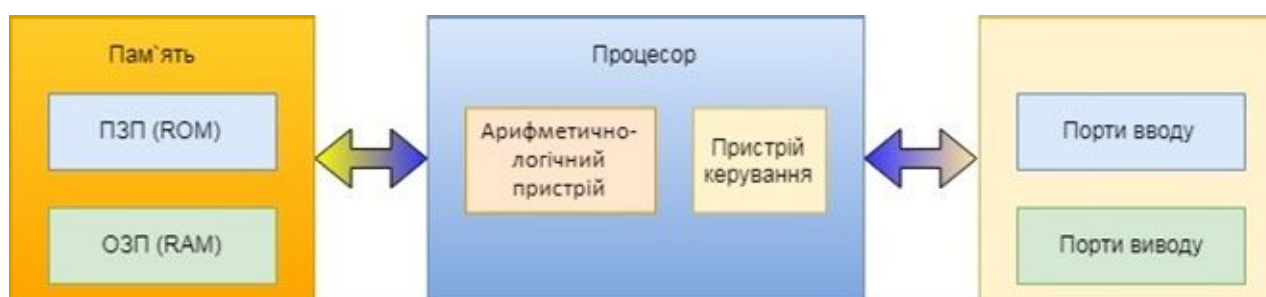 Пам`ять
ПЗП (ROM)
ОЗП (RAM)
Процесор
Арифметично-
логічний
пристрій
Пристрій
керування
Порти вводу
Порти виводу